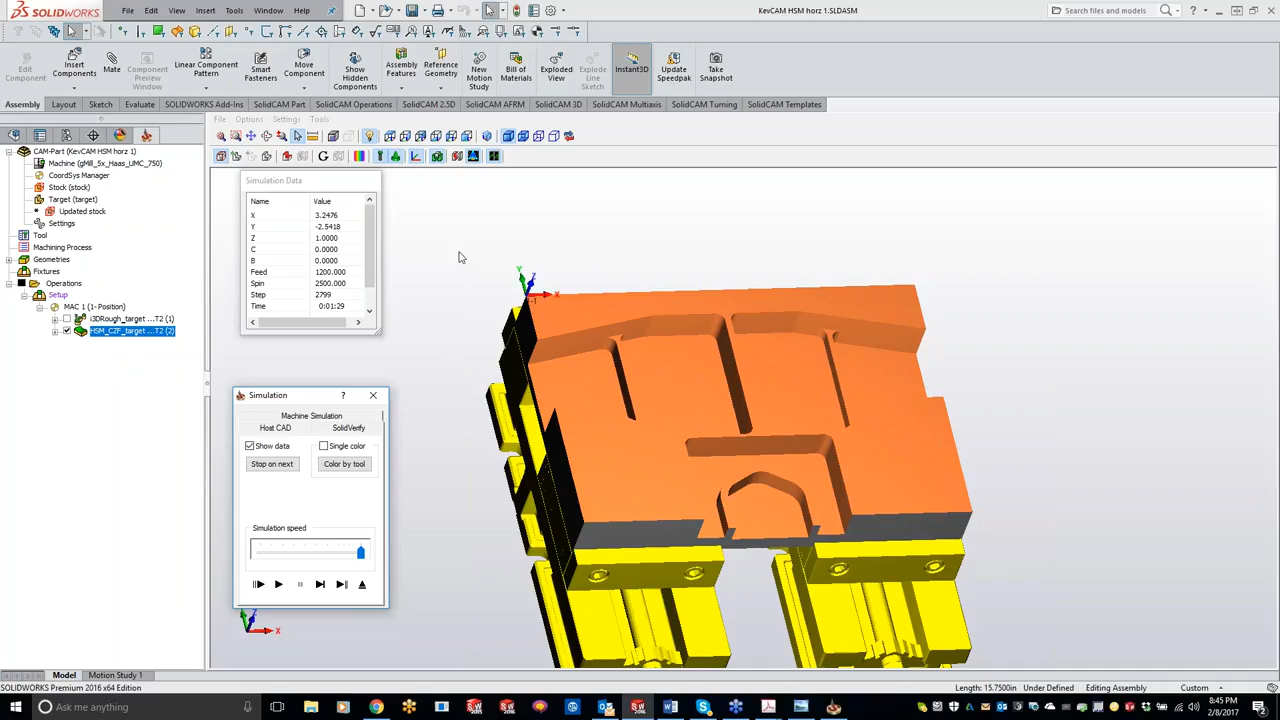 SOLIDWORKS File Edit View Insert Tools Window Help KevCAM HSM horz 1.SLDASM Search files and models
Edit Component
Insert Components
Mate
Component Preview Window
Linear Component Pattern
Smart Fasteners
Move Component
Show Hidden Components
Assembly Features
Reference Geometry
New Motion Study
Bill of Materials
Exploded View
Explode Line Sketch
Instant3D
Update Speedpak
Take Snapshot
Assembly Layout Sketch Evaluate SOLIDWORKS Add-Ins SolidCAM Part SolidCAM Operations SolidCAM 2.5D SolidCAM AFRM SolidCAM 3D SolidCAM Multiaxis SolidCAM Turning SolidCAM Templates
File Options Settings Tools
CAM-Part (KevCAM HSM horz 1)
Machine (gMill_5x_Haas_UMC_750)
CoordSys Manager
Stock (stock)
Target (target)
Updated stock
Settings
Tool
Machining Process
Geometries
Fixtures
Operations
Setup
MAC 1 (1- Position)
i3DRough_target ...T2 (1)
HSM_CZF_target ...T2 (2)
Simulation Data
Name Value
X 3.2476
Y -2.5418
Z 1.0000
C 0.0000
B 0.0000
Feed 1200.000
Spin 2500.000
Step 2799
Time 0:01:29
Y
Z
X
-1
Simulation ?
Machine Simulation
Host CAD SolidVerify
Show data Single color
Stop on next Color by tool
Simulation speed
Z
X
Model Motion Study 1
SOLIDWORKS Premium 2016 x64 Edition Length: 15.7500in Under Defined Editing Assembly Custom
Ask me anything
8:45 PM
2/8/2017